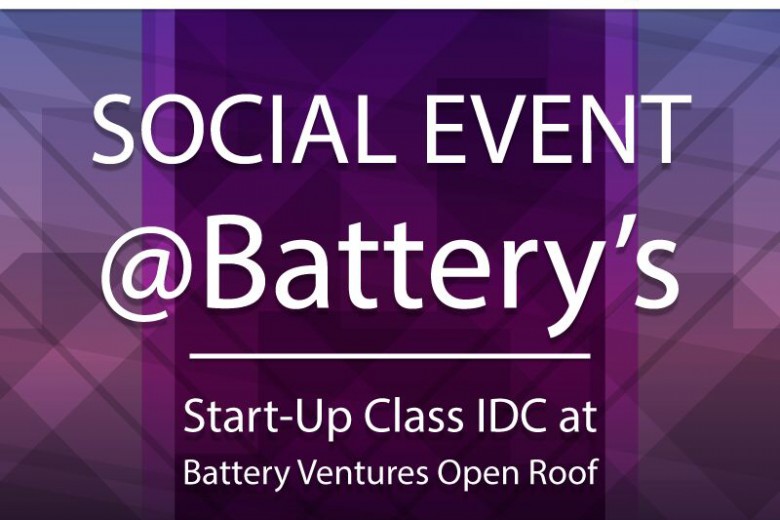 SOCIAL EVENT
@Battery’s
Start-Up Class IDC at
Battery Ventures Open Roof